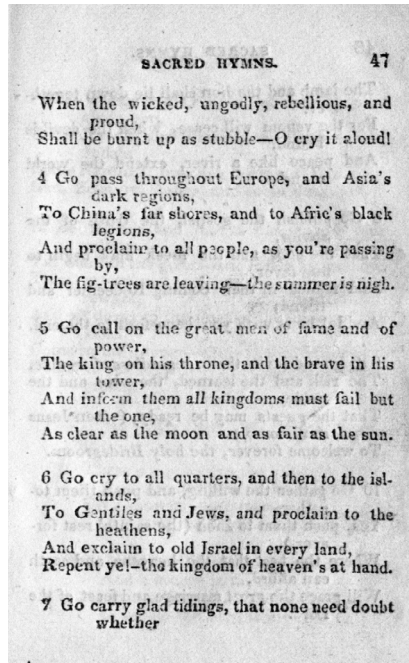 SACRED HYMNS. 47
When the wicked, ungodly, rebellious, and
proud,
Shall be burnt up as stubble—O cry it aloud!
4 Go pass throughout Europe, and Asia's
dark regions,
To China's far shores, and to Afric's black
legions,
And proclaim to all people, as you're passing
by,
The fig-trees are leaving—the summer is nigh.
5 Go call on the great men of fame and of
power,
The king on his throne, and the brave in his
tower,
And inform them all kingdoms must fail but
the one,
As clear as the moon and as fair as the sun.
6 Go cry to all quarters, and then to the isl-
ands,
To Gentiles and Jews, and proclaim to the
heathens,
And exclaim to old Israel in every land,
Repent ye!—the kingdom of heaven's at hand.
7 Go carry glad tidings, that none need doubt
whether